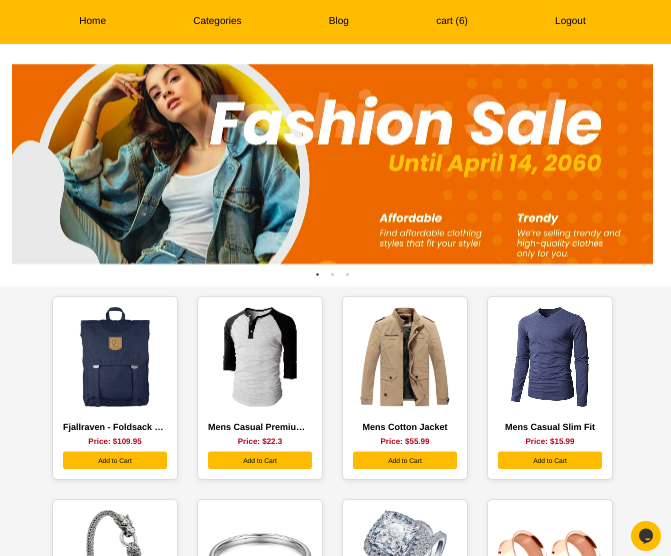 Home Categories Blog cart (6) Logout
Fashion Sale
Until April 14, 2060
Affordable
Find affordable clothing
styles that fit your style!
Trendy
We're selling trendy and
high-quality clothes
only for you.
Fjallraven - Foldsack ...
Price: $109.95
Add to Cart
Mens Casual Premiu...
Price: $22.3
Add to Cart
Mens Cotton Jacket
Price: $55.99
Add to Cart
Mens Casual Slim Fit
Price: $15.99
Add to Cart